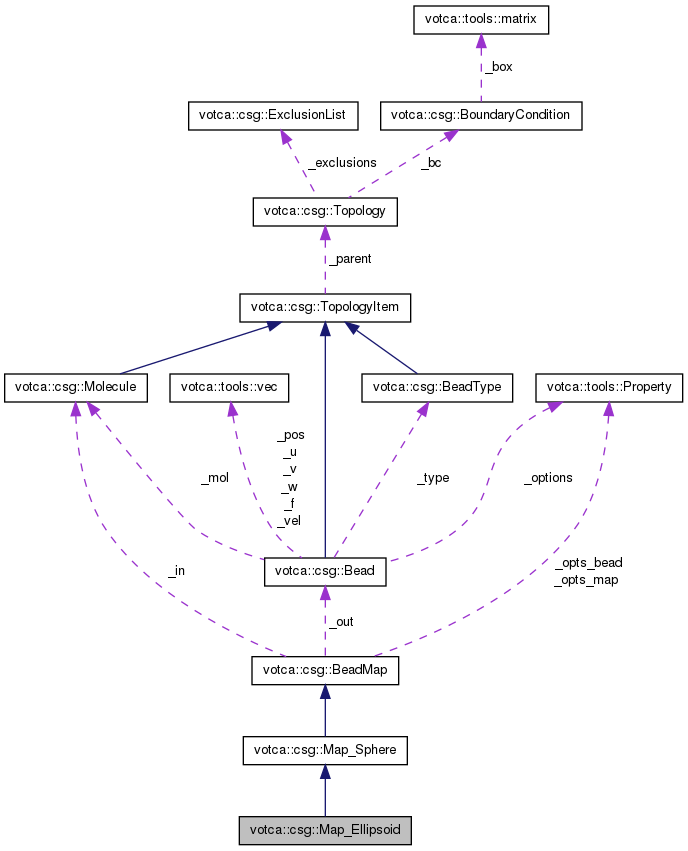 votca::tools::matrix
_box
votca::csg::ExclusionList
votca::csg::BoundaryCondition
_exclusions
_bc
votca::csg::Topology
_parent
votca::csg::TopologyItem
votca::csg::Molecule
votca::tools::vec
votca::csg::BeadType
votca::tools::Property
_pos
_u
_v
_w
_f
_vel
_mol
_type
_options
votca::csg::Bead
_in
_out
_opts_bead
_opts_map
votca::csg::BeadMap
votca::csg::Map_Sphere
votca::csg::Map_Ellipsoid